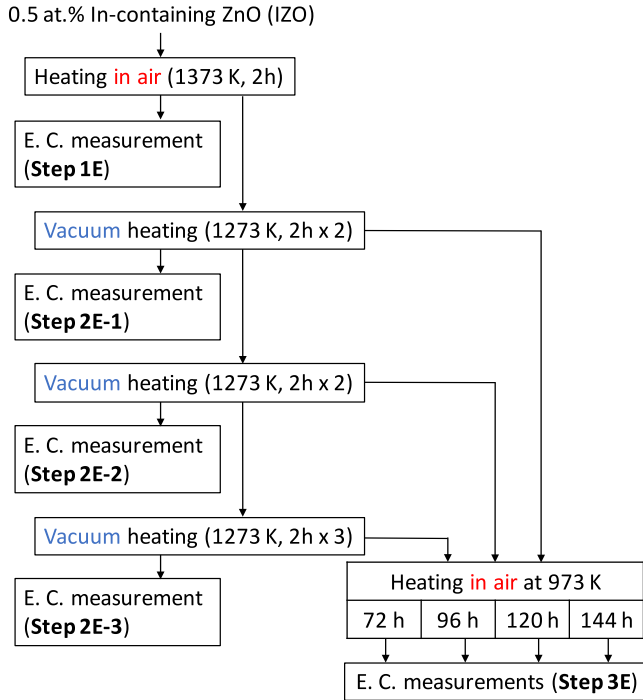 0.5 at.% In-containing ZnO (IZO)
Heating in air (1373 K, 2h)
E. C. measurement
(Step 1E)
Vacuum heating (1273 K, 2h x 2)
E. C. measurement
(Step 2E-1)
Vacuum heating (1273 K, 2h x 2)
E. C. measurement
(Step 2E-2)
Vacuum heating (1273 K, 2h x 3)
E. C. measurement
(Step 2E-3)
Heating in air at 973 K
72 h 96 h 120 h 144 h
E. C. measurements (Step 3E)